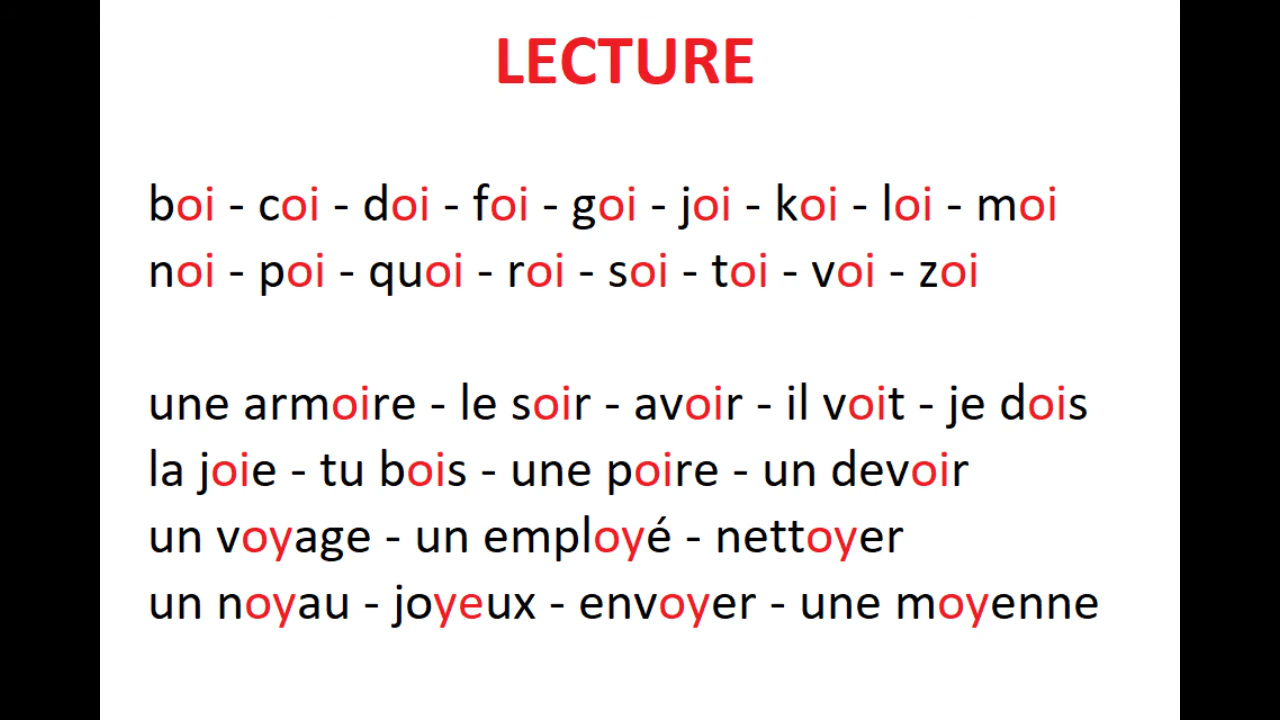 LECTURE
boi - coi - doi - foi - goi - joi - koi - loi - moi
noi - poi - quoi - roi - soi - toi - voi - zoi
une armoire - le soir - avoir - il voit - je dois
la joie - tu bois - une poire - un devoir
un voyage - un employé - nettoyer
un noyau - joyeux - envoyer - une moyenne